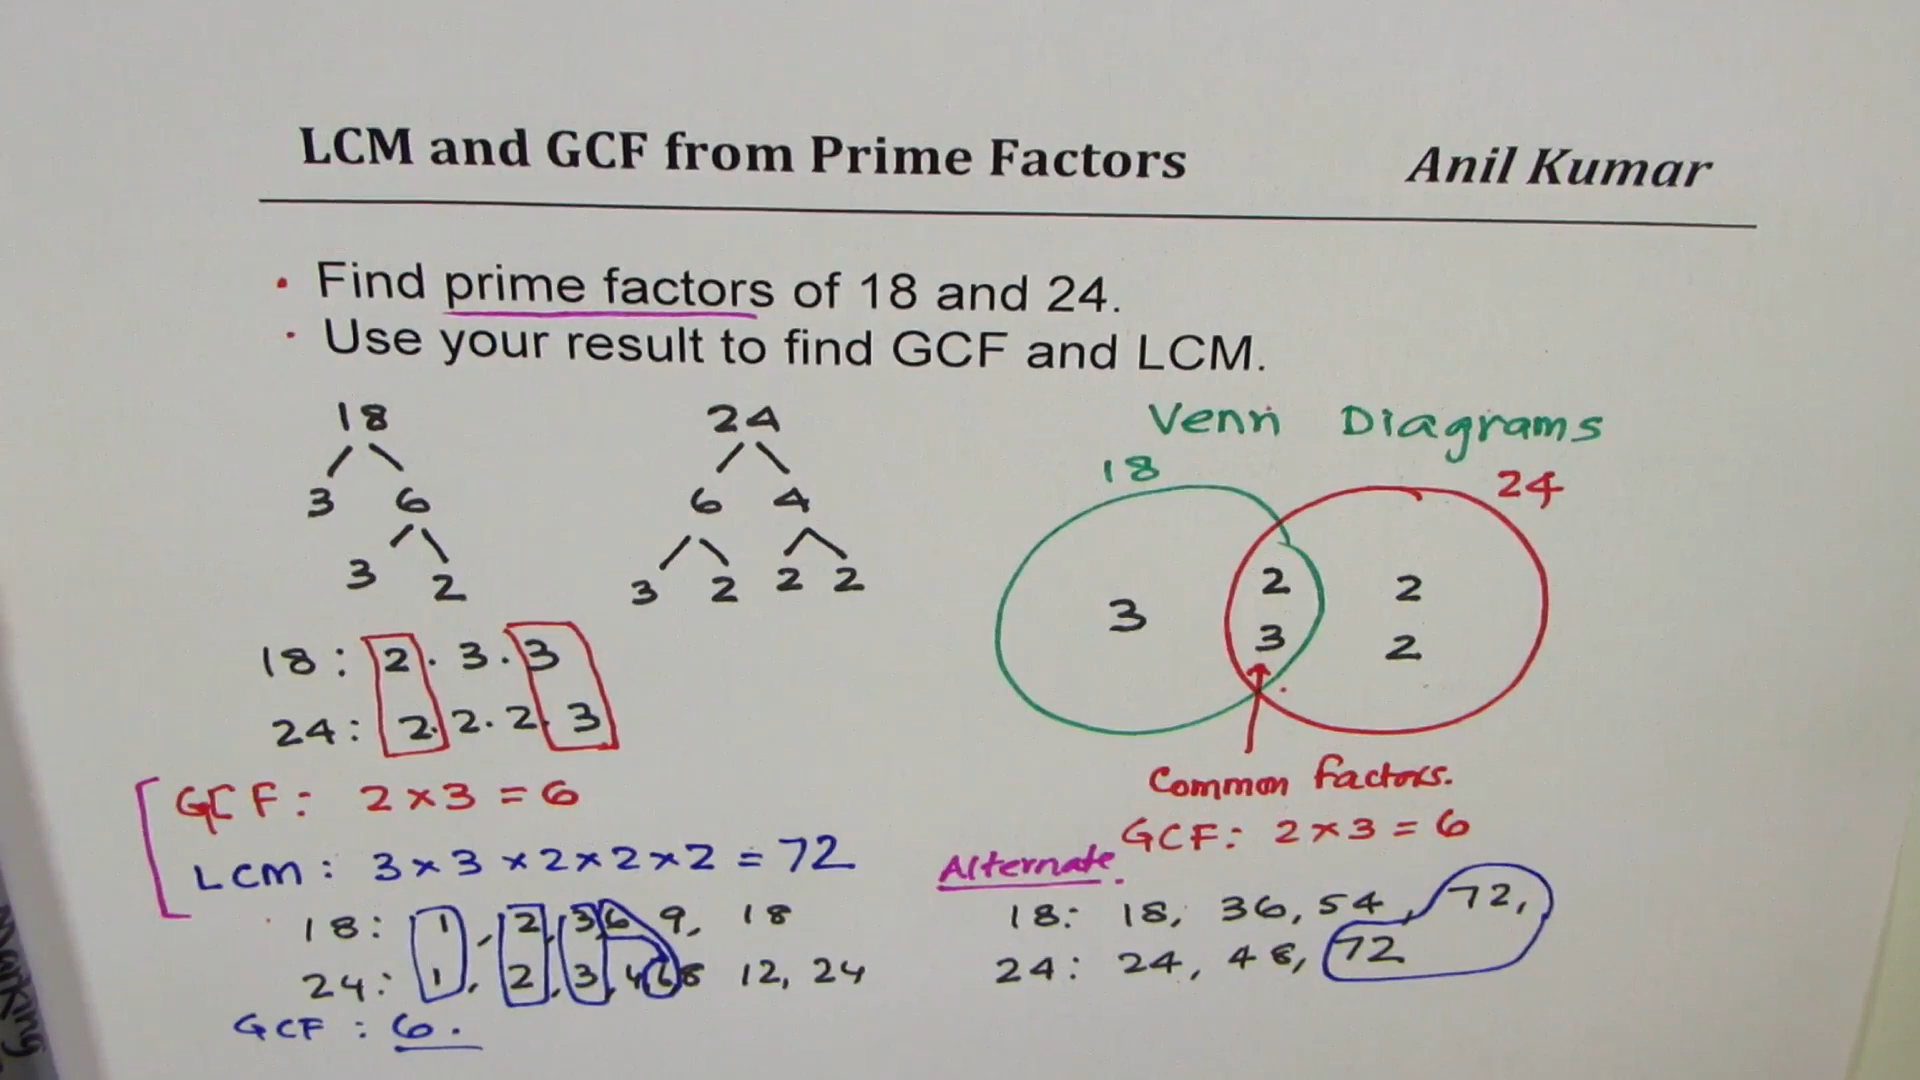 LCM and GCF from Prime Factors Anil Kumar
· Find prime factors of 18 and 24.
· Use your result to find GCF and LCM.
18
3 6
3 2
24
6 4
3 2 2 2
18: 2 · 3 · 3
24: 2 · 2 · 2 · 3
GCF: 2 × 3 = 6
LCM: 3 × 3 × 2 × 2 × 2 = 72
18: 1, 2, 3, 6 9, 18
24: 1, 2, 3, 4 6 8 12, 24
GCF : 6.
Venn Diagrams
18 24
3 2 2
3 2
Common factors.
GCF: 2 × 3 = 6
Alternate.
18: 18, 36, 54, 72,
24: 24, 48, 72
Marking